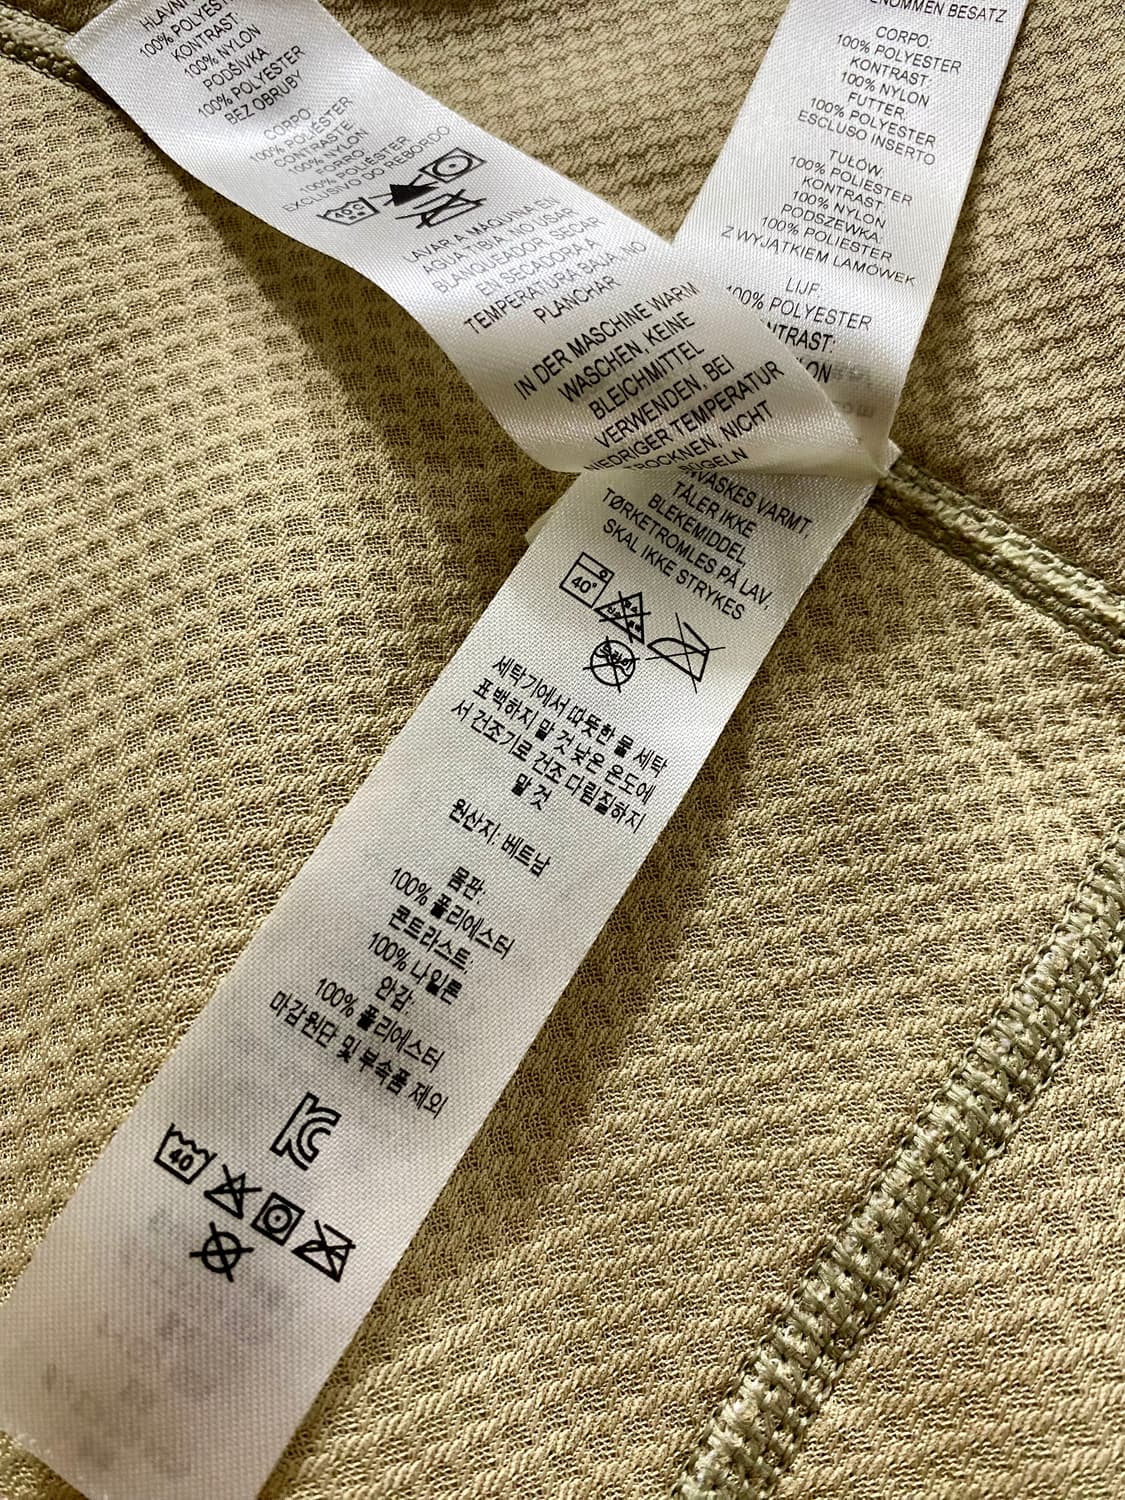 HLAVNÍ
100% POLYESTER
KONTRAST:
100% NYLON
PODŠÍVKA
100% POLYESTER
BEZ OBRUBY
CORPO:
100% POLIÉSTER
CONTRASTE:
100% NYLON
FORRO:
100% POLIÉSTER
EXCLUSIVO DO REBORDO
40C
LAVAR A MAQUINA EN
AGUA TIBIA, NO USAR
BLANQUEADOR, SECAR
EN SECADORA A
TEMPERATURA BAJA, NO
PLANCHAR
IN DER MASCHINE WARM
WASCHEN, KEINE
BLEICHMITTEL
VERWENDEN, BEI
NIEDRIGER TEMPERATUR
TROCKNEN, NICHT
BÜGELN
BESATZ
CORPO:
100% POLYESTER
KONTRAST:
100% NYLON
FUTTER:
100% POLYESTER
ESCLUSO INSERTO
TUŁÓW:
100% POLIESTER
KONTRAST:
100% NYLON
PODSZEWKA:
100% POLIESTER
Z WYJĄTKIEM LAMÓWEK
LIJF:
100% POLYESTER
VASKES VARMT,
TÅLER IKKE
BLEKEMIDDEL,
TØRKETROMLES PÅ LAV,
SKAL IKKE STRYKES
40°
세탁기에서 따뜻한 물 세탁
표백하지 말 것 낮은 온도에
서 건조기로 건조 다림질하지
말 것
원산지: 베트남
몸판:
100% 폴리에스터
콘트라스트:
100% 나일론
안감:
100% 폴리에스터
마감원단 및 부속품 제외
40